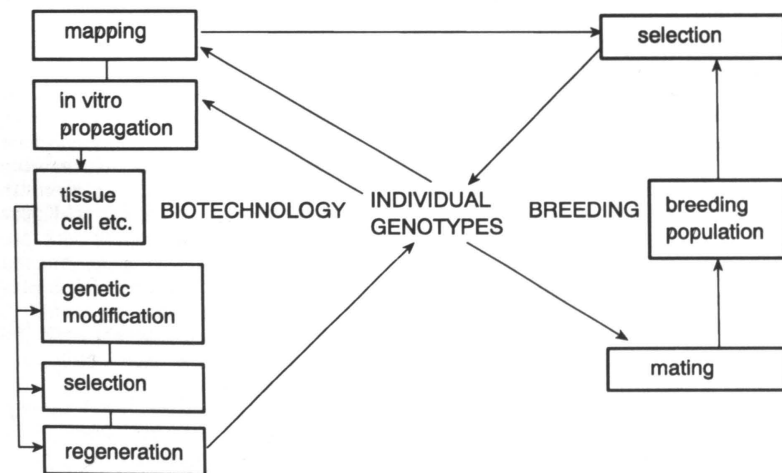 mapping
selection
in vitro
propagation
tissue
cell etc.
BIOTECHNOLOGY
INDIVIDUAL
GENOTYPES
BREEDING
breeding
population
genetic
modification
selection
mating
regeneration